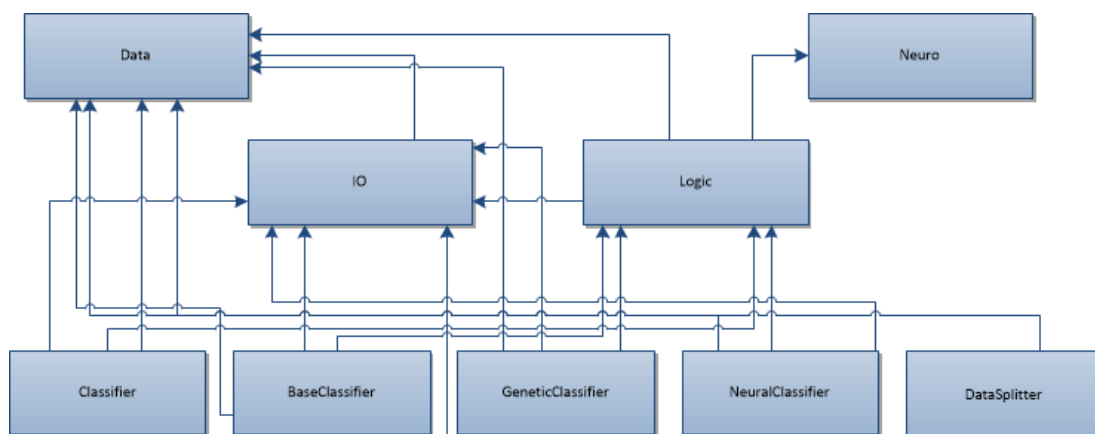 Data
Neuro
IO
Logic
Classifier
BaseClassifier
GeneticClassifier
NeuralClassifier
DataSplitter